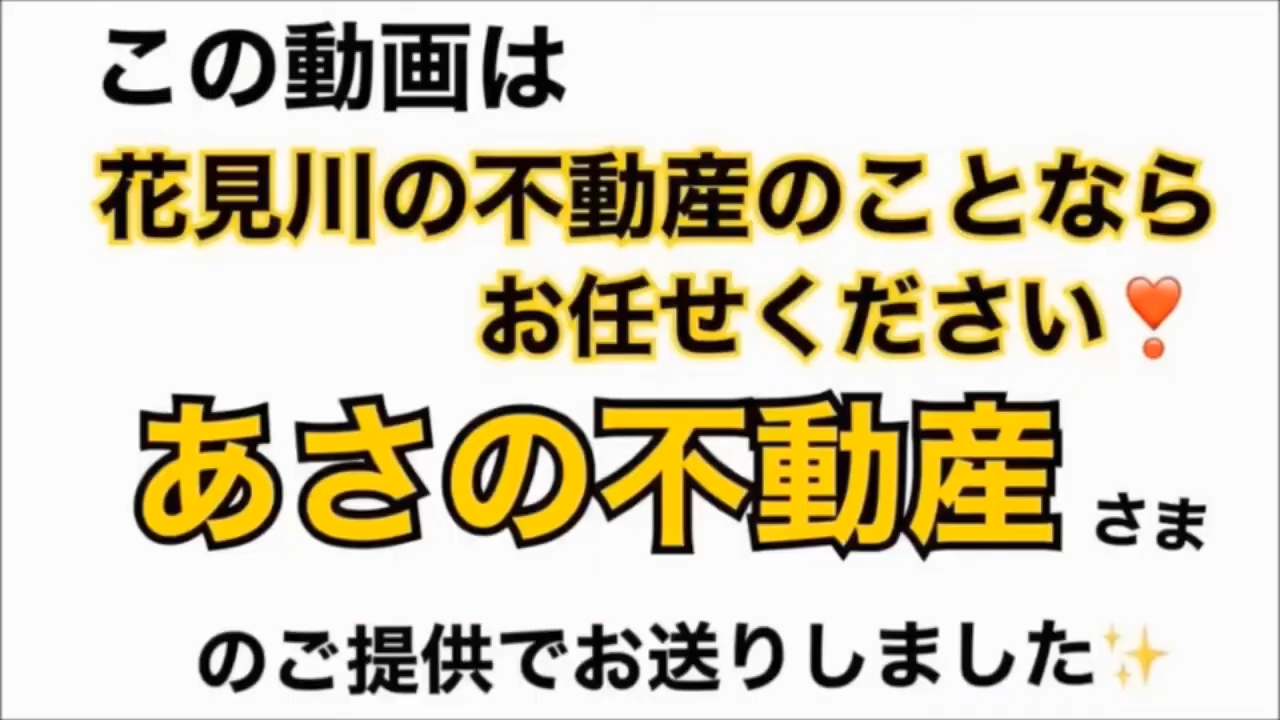 この動画は
花見川の不動産のことなら
お任せください❣️
あさの不動産 さま
のご提供でお送りしました✨